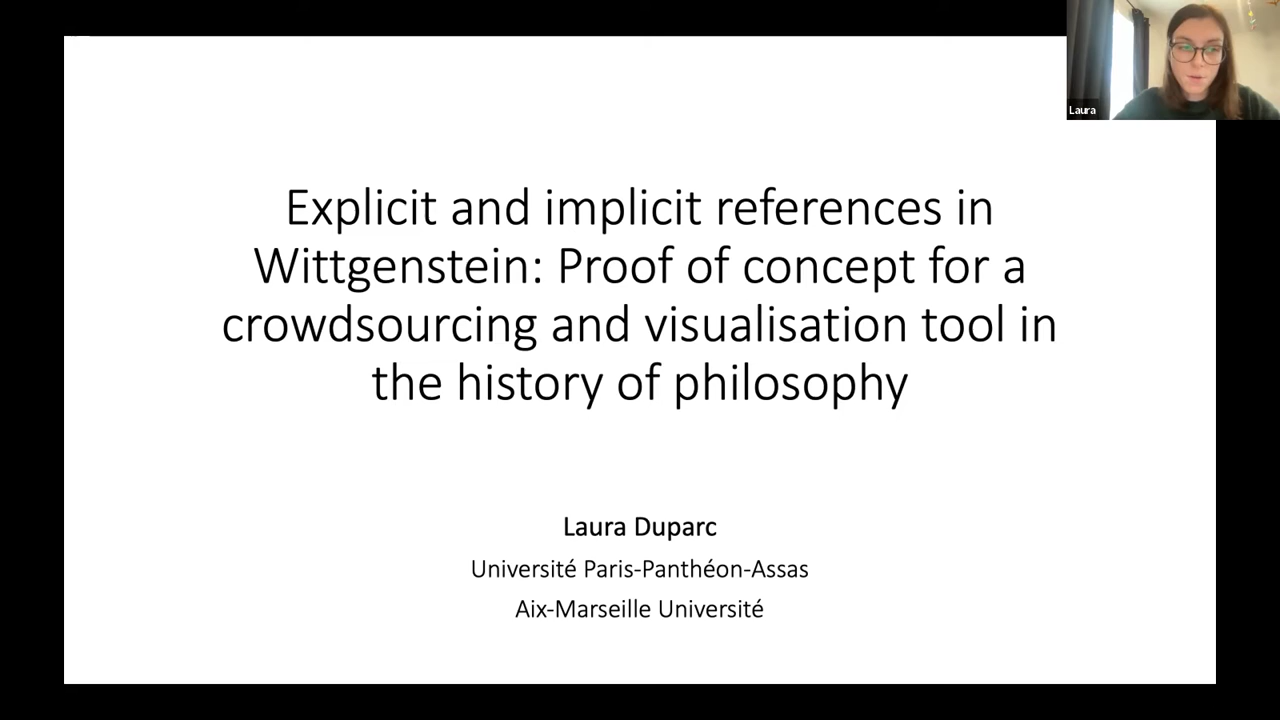 Laura
Explicit and implicit references in
Wittgenstein: Proof of concept for a
crowdsourcing and visualisation tool in
the history of philosophy
Laura Duparc
Université Paris-Panthéon-Assas
Aix-Marseille Université